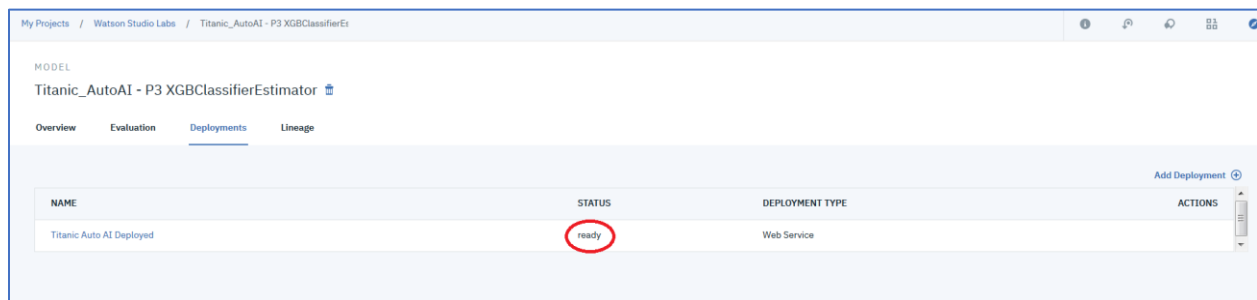 My Projects / Watson Studio Labs / Titanic_AutoAI - P3 XGBClassifierEs
MODEL
Titanic_AutoAI - P3 XGBClassifierEstimator
Overview Evaluation Deployments Lineage
Add Deployment
NAME STATUS DEPLOYMENT TYPE ACTIONS
Titanic Auto AI Deployed ready Web Service